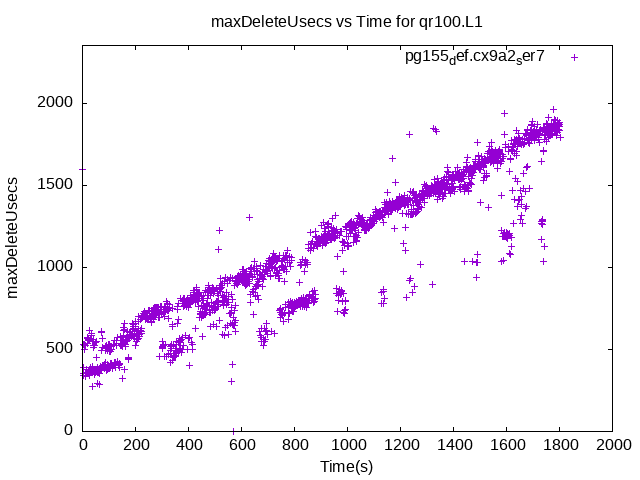 maxDeleteUsecs vs Time for qr100.L1
pg155def.cx9a2ser7
2000
1500
1000
500
0
maxDeleteUsecs
0 200 400 600 800 1000 1200 1400 1600 1800 2000
Time(s)